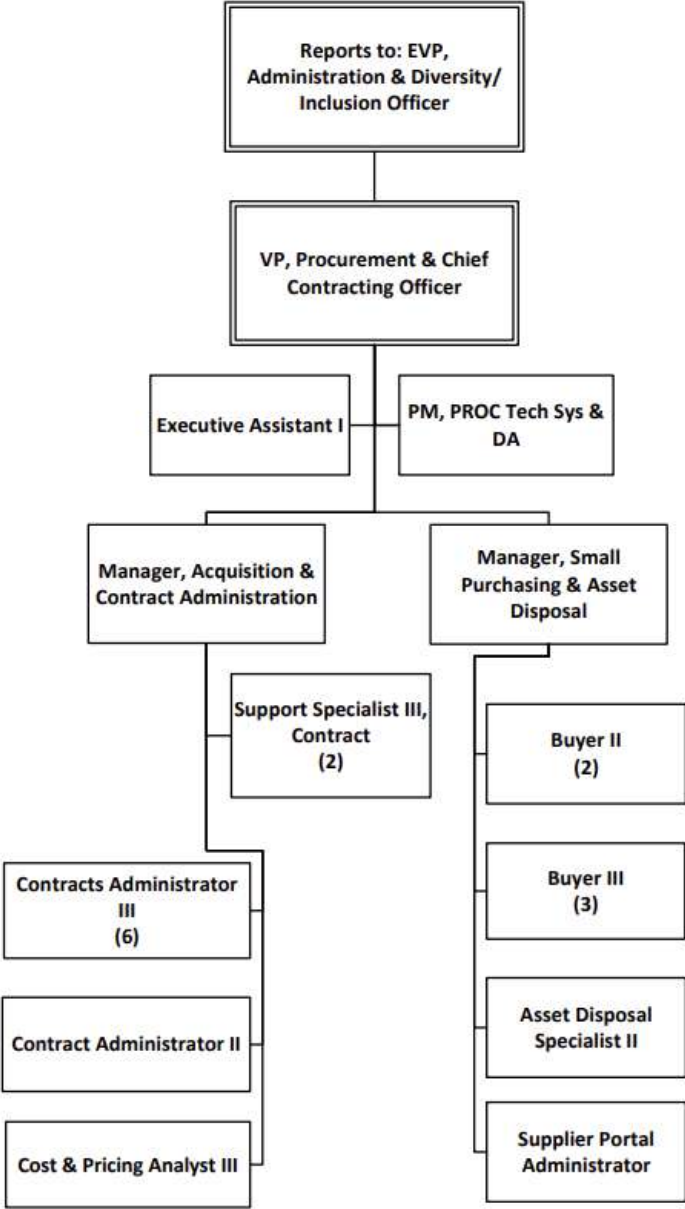 Reports to: EVP,
Administration & Diversity/
Inclusion Officer
VP, Procurement & Chief
Contracting Officer
Executive Assistant I
PM, PROC Tech Sys &
DA
Manager, Acquisition &
Contract Administration
Manager, Small
Purchasing & Asset
Disposal
Support Specialist III,
Contract
(2)
Buyer II
(2)
Contracts Administrator
III
(6)
Buyer III
(3)
Contract Administrator II
Asset Disposal
Specialist II
Cost & Pricing Analyst III
Supplier Portal
Administrator